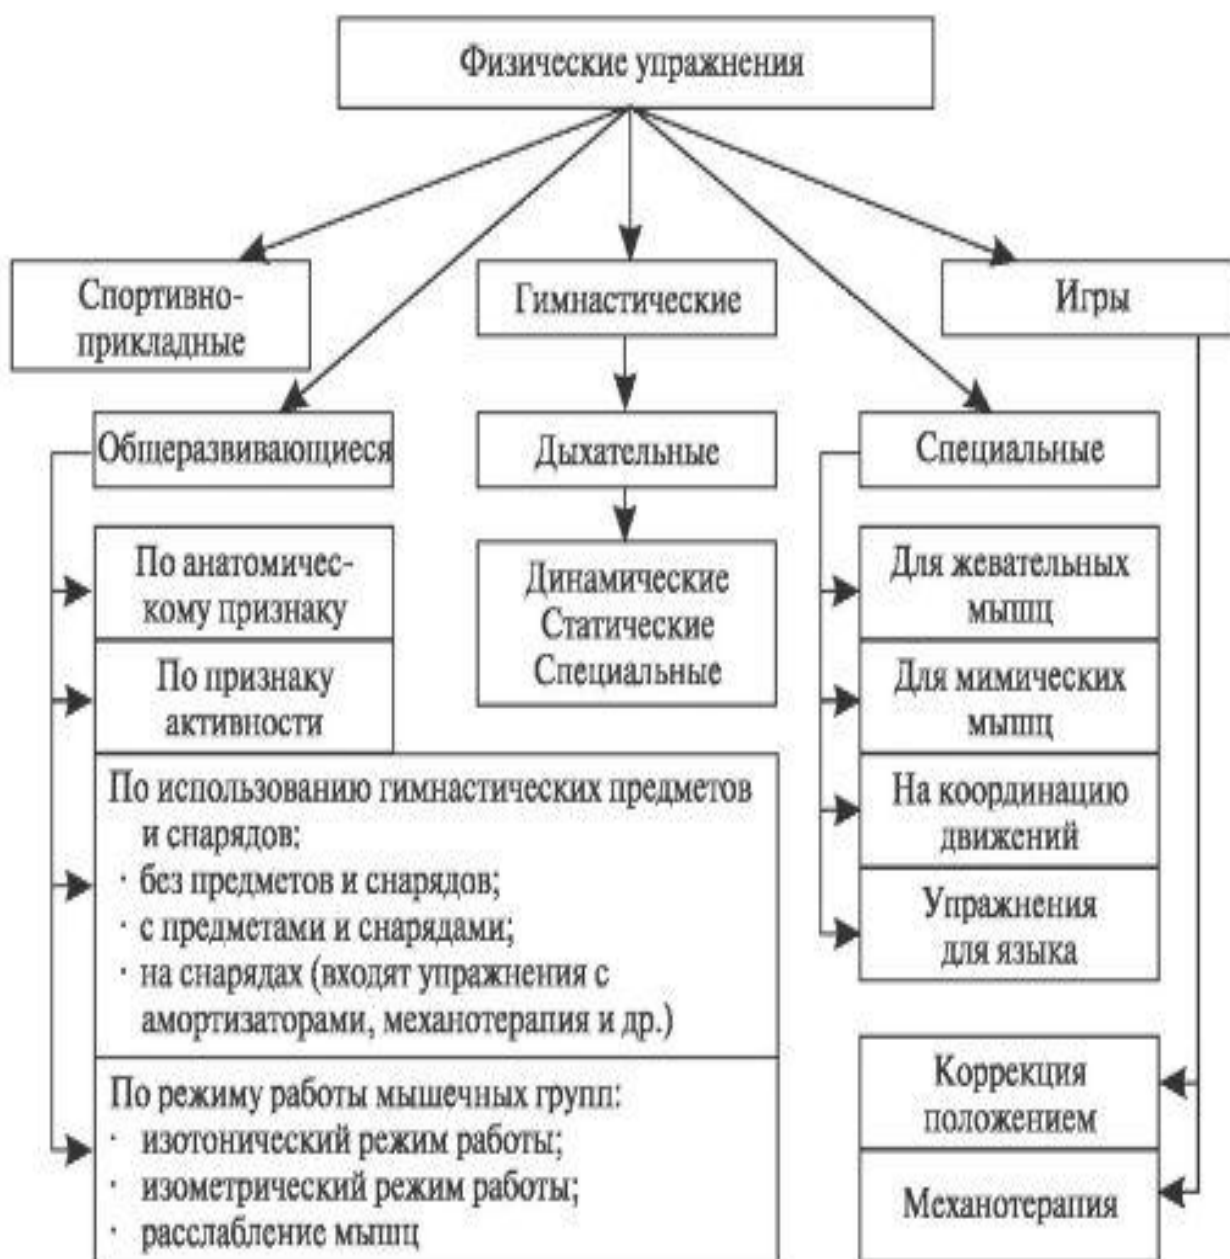 Физические упражнения
Спортивно-
прикладные
Гимнастические
Игры
Общеразвивающиеся
Дыхательные
Специальные
По анатомичес-
кому признаку
По признаку
активности
По использованию гимнастических предметов
и снарядов:
· без предметов и снарядов;
· с предметами и снарядами;
· на снарядах (входят упражнения с
амортизаторами, механотерапия и др.)
По режиму работы мышечных групп:
· изотонический режим работы;
· изометрический режим работы;
· расслабление мышц
Динамические
Статические
Специальные
Для жевательных
мышц
Для мимических
мышц
На координацию
движений
Упражнения
для языка
Коррекция
положением
Механотерапия